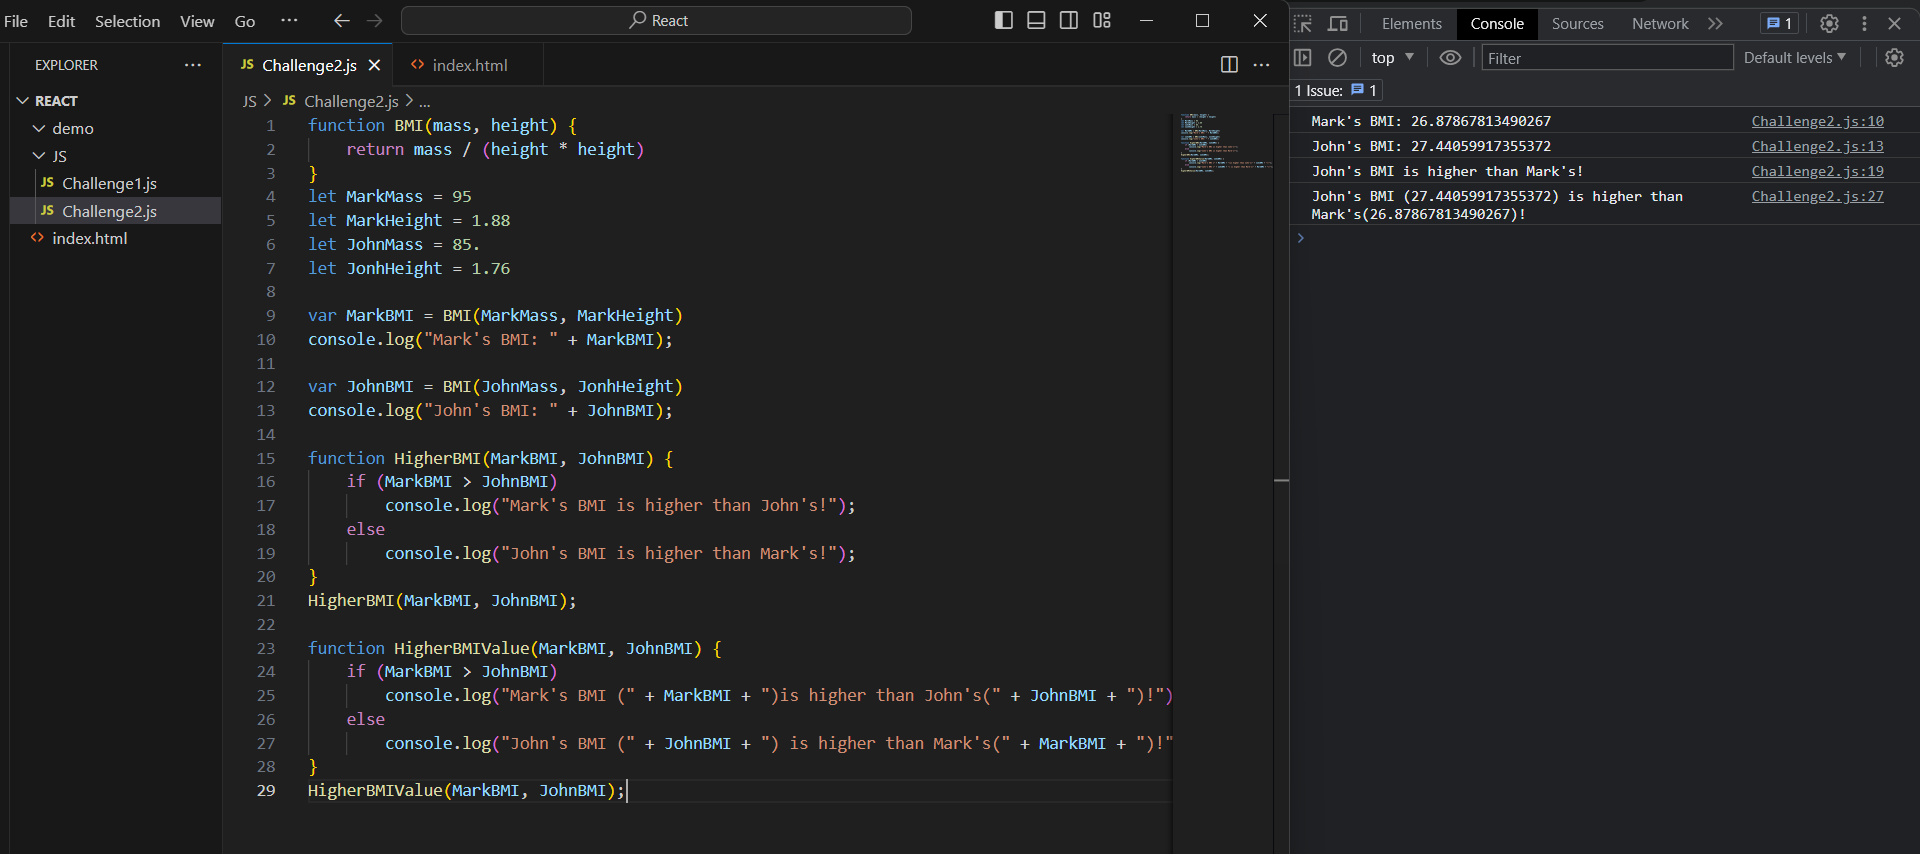 File Edit Selection View Go ··· ← → React
EXPLORER ···
REACT
demo
JS
JS Challenge1.js
JS Challenge2.js
<> index.html
JS Challenge2.js × <> index.html ···
JS > JS Challenge2.js > ...
1 function BMI(mass, height) {
2 return mass / (height * height)
3 }
4 let MarkMass = 95
5 let MarkHeight = 1.88
6 let JohnMass = 85.
7 let JonhHeight = 1.76
8
9 var MarkBMI = BMI(MarkMass, MarkHeight)
10 console.log("Mark's BMI: " + MarkBMI);
11
12 var JohnBMI = BMI(JohnMass, JonhHeight)
13 console.log("John's BMI: " + JohnBMI);
14
15 function HigherBMI(MarkBMI, JohnBMI) {
16 if (MarkBMI > JohnBMI)
17 console.log("Mark's BMI is higher than John's!");
18 else
19 console.log("John's BMI is higher than Mark's!");
20 }
21 HigherBMI(MarkBMI, JohnBMI);
22
23 function HigherBMIValue(MarkBMI, JohnBMI) {
24 if (MarkBMI > JohnBMI)
25 console.log("Mark's BMI (" + MarkBMI + ")is higher than John's(" + JohnBMI + ")!")
26 else
27 console.log("John's BMI (" + JohnBMI + ") is higher than Mark's(" + MarkBMI + ")!"
28 }
29 HigherBMIValue(MarkBMI, JohnBMI);
Elements Console Sources Network >> 1
top Filter Default levels
1 Issue: 1
Mark's BMI: 26.87867813490267 Challenge2.js:10
John's BMI: 27.44059917355372 Challenge2.js:13
John's BMI is higher than Mark's! Challenge2.js:19
John's BMI (27.44059917355372) is higher than Challenge2.js:27
Mark's(26.87867813490267)!
>